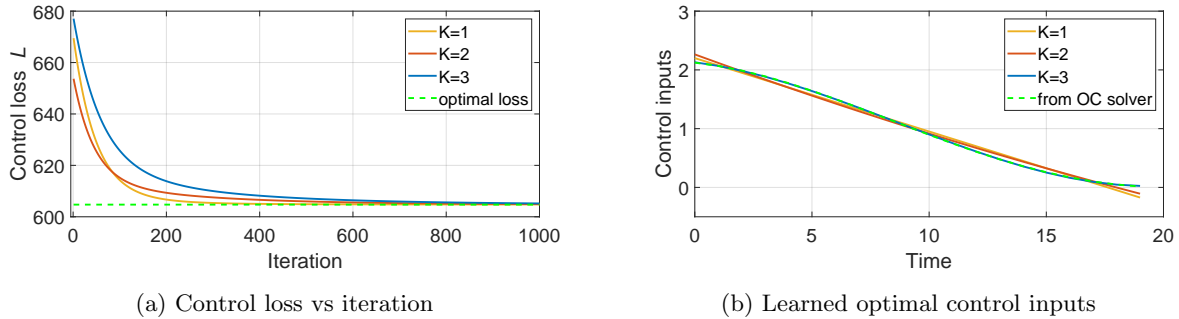 680
660
640
620
600
0
200
400
600
800
1000
Control loss L
Iteration
K=1
K=2
K=3
optimal loss
(a) Control loss vs iteration
3
2
1
0
-1
0
5
10
15
20
Control inputs
Time
K=1
K=2
K=3
from OC solver
(b) Learned optimal control inputs